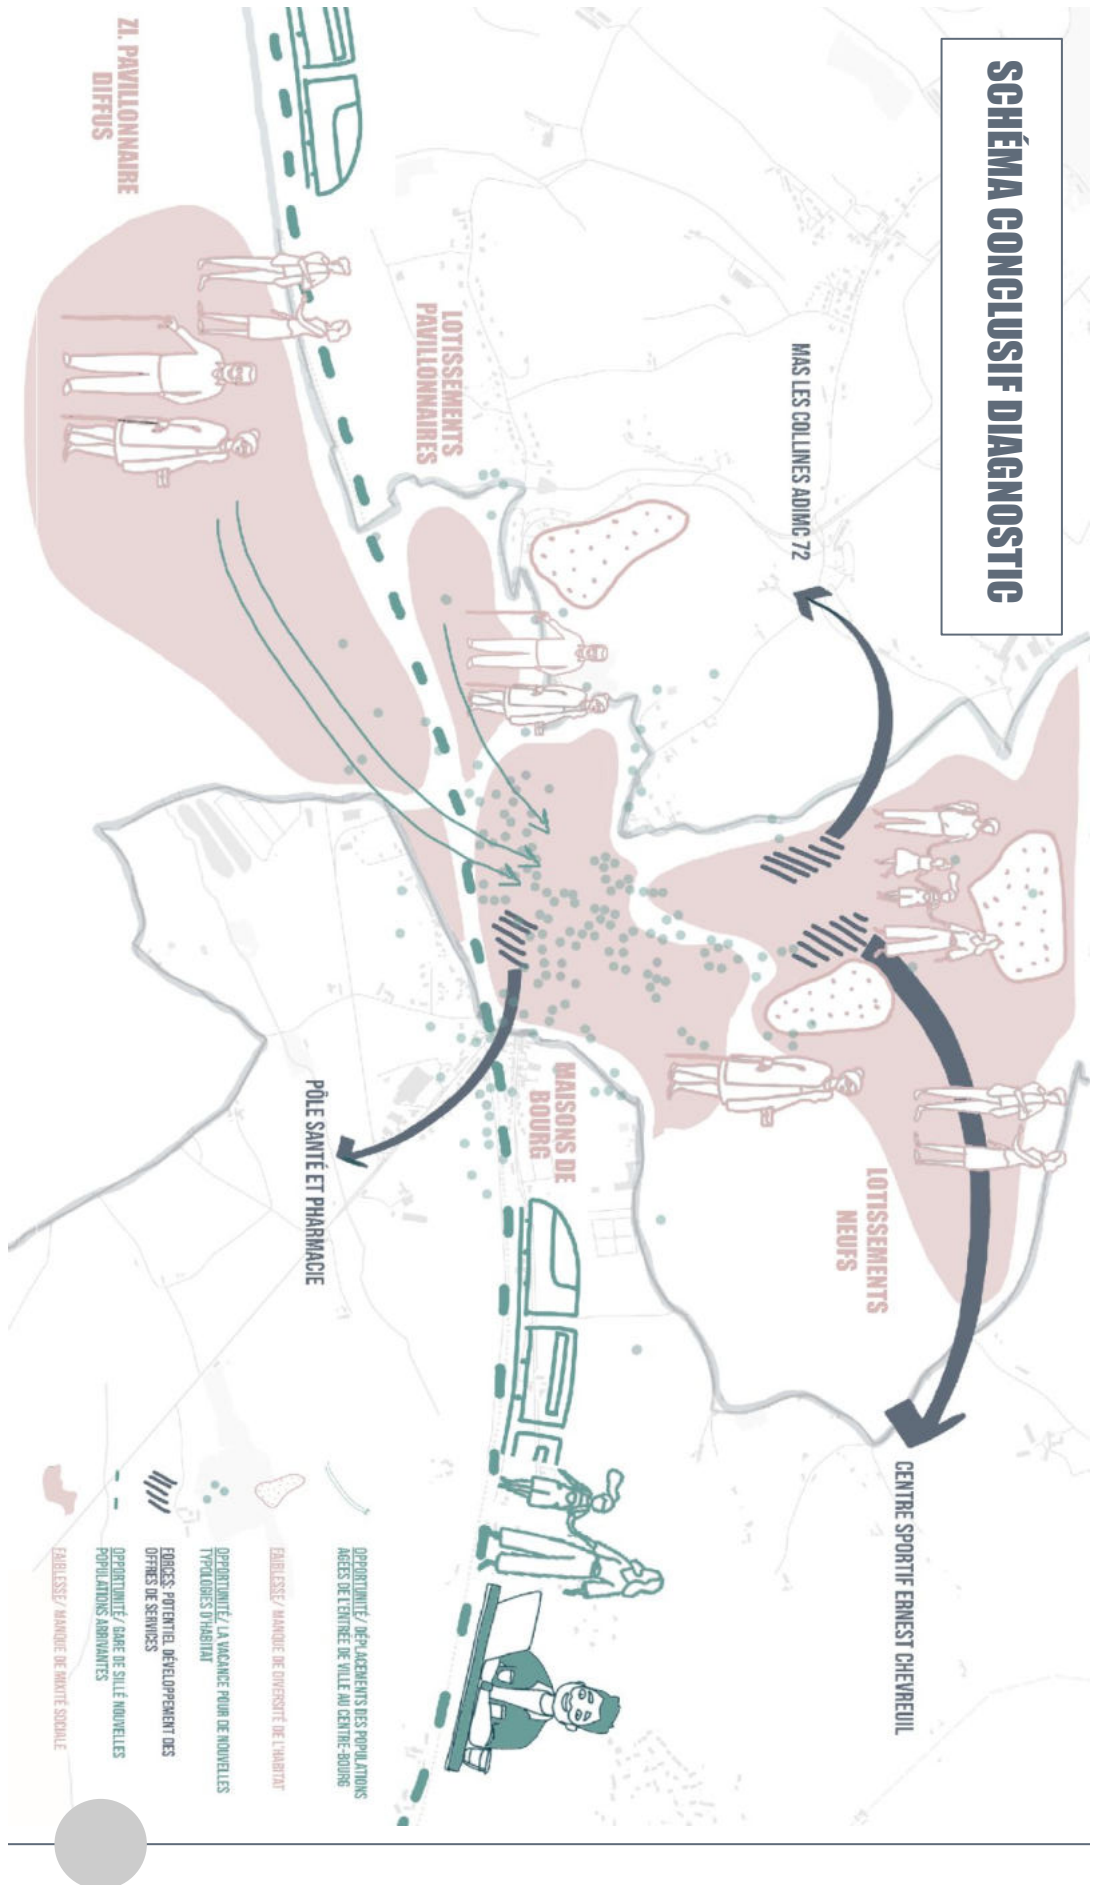 SCHÉMA CONCLUSIF DIAGNOSTIC
MAS LES COLLINES ADIMC 72
CENTRE SPORTIF ERNEST CHEVREUIL
LOTISSEMENTS
NEUFS
LOTISSEMENTS
PAVILLONNAIRES
MAISONS DE
BOURG
PÔLE SANTÉ ET PHARMACIE
ZI. PAVILLONNAIRE
DIFFUS
OPPORTUNITÉ/ DÉPLACEMENTS DES POPULATIONS
AGÉES DE L'ENTRÉE DE VILLE AU CENTRE-BOURG
FAIBLESSE/ MANQUE DE DIVERSITÉ DE L'HABITAT
OPPORTUNITÉ/ LA VACANCE POUR DE NOUVELLES
TYPOLOGIES D'HABITAT
FORCES: POTENTIEL DÉVELOPPEMENT DES
OFFRES DE SERVICES
OPPORTUNITÉ/ GARE DE SILLÉ NOUVELLES
POPULATIONS ARRIVANTES
FAIBLESSE/ MANQUE DE MIXITÉ SOCIALE